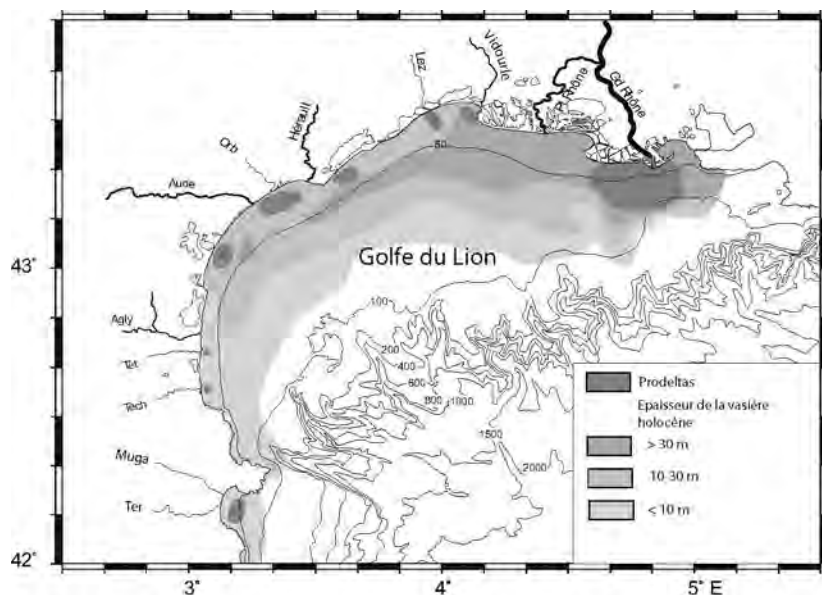 Lez
Vidourle
Pt Rhône
Gd Rhône
Hérault
Orb
Aude
50
43°
Golfe du Lion
Agly
100
Tet
200
400
Tech
600
800
1000
1500
2000
Muga
Ter
42°
3°
4°
5° E
Prodeltas
Epaisseur de la vasière
holocène
> 30 m
10-30 m
< 10 m